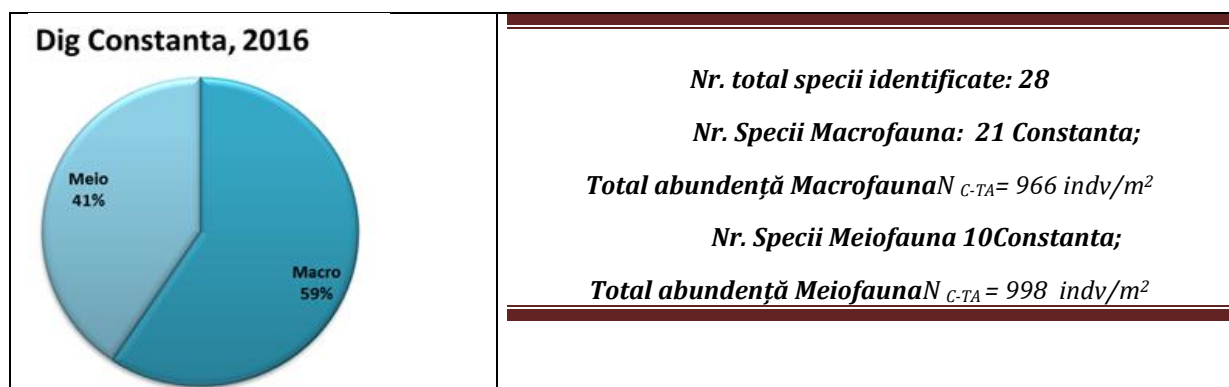 Dig Constanta, 2016
Meio
41%
Macro
59%
Nr. total specii identificate: 28
Nr. Specii Macrofauna: 21 Constanta;
Total abundență MacrofaunaN C-TA= 966 indv/m²
Nr. Specii Meiofauna 10Constanta;
Total abundență MeiofaunaN C-TA = 998 indv/m²